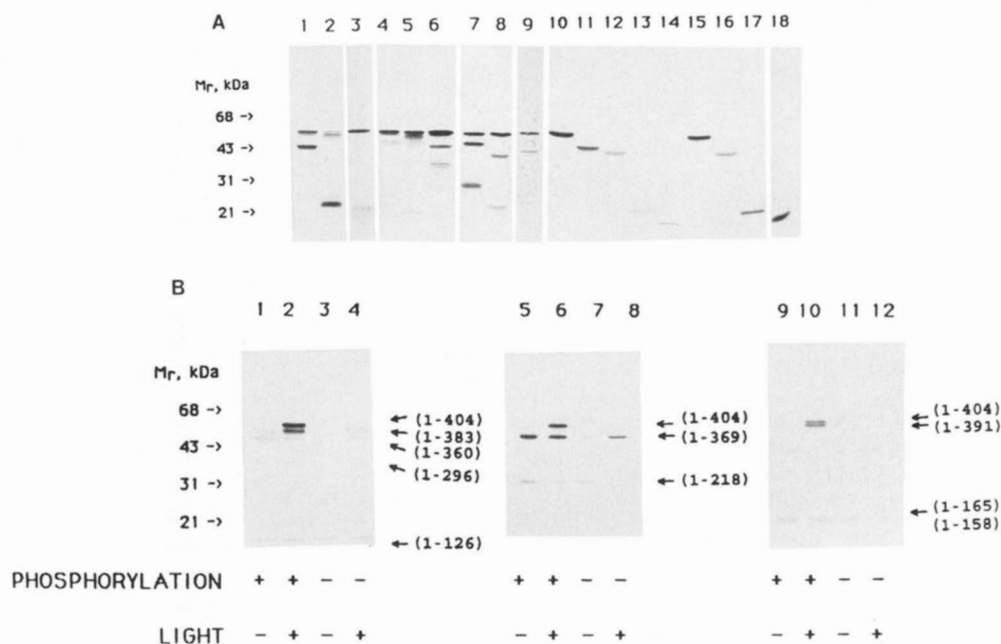 A
1 2 3 4 5 6 7 8 9 10 11 12 13 14 15 16 17 18
Mr, kDa
68 ->
43 ->
31 ->
21 ->
B
1 2 3 4 5 6 7 8 9 10 11 12
Mr, kDa
68 ->
43 ->
31 ->
21 ->
(1-404)
(1-383)
(1-360)
(1-296)
(1-126)
(1-404)
(1-369)
(1-218)
(1-404)
(1-391)
(1-165)
(1-158)
PHOSPHORYLATION + + - - + + - - + + - -
LIGHT - + - + - + - + - + - +